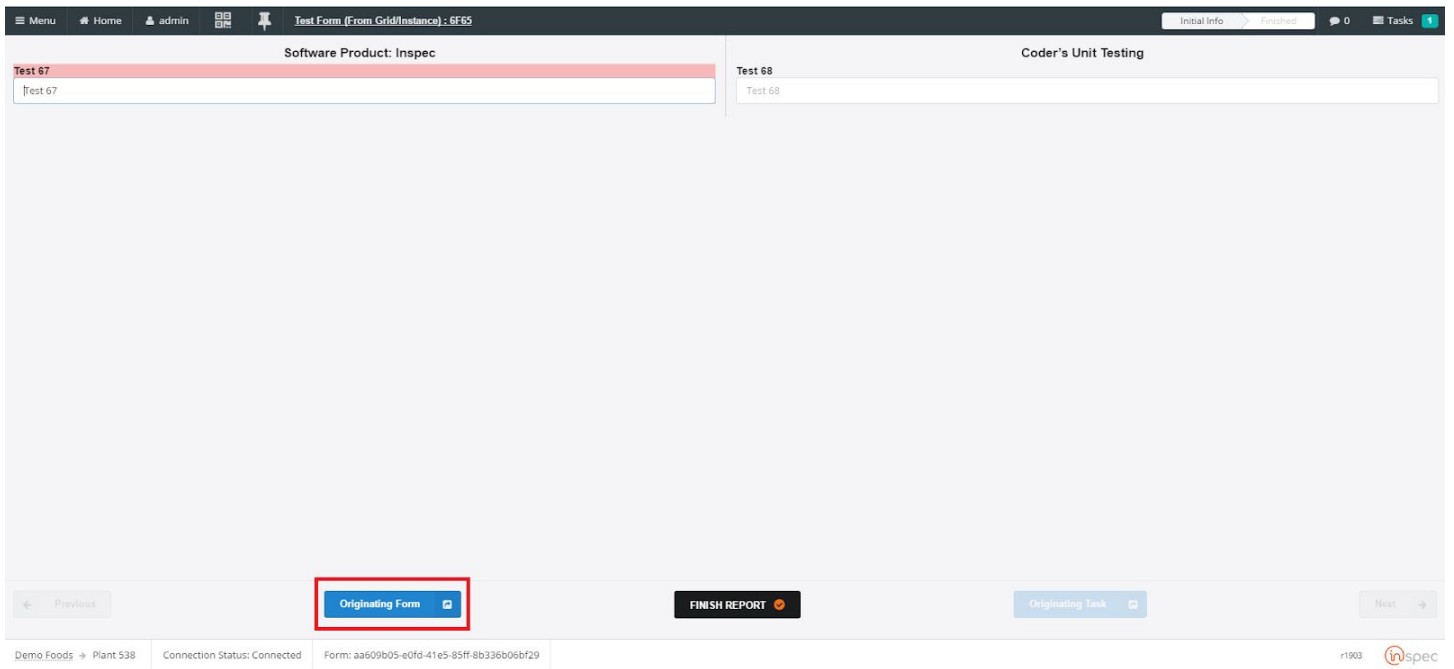 Menu Home admin Test Form (From Grid/Instance) : 6F65 Initial Info Finished 0 Tasks 1
Software Product: Inspec
Test 67
Test 67
Coder’s Unit Testing
Test 68
Test 68
Previous Originating Form FINISH REPORT Originating Task Next
Demo Foods → Plant 538 Connection Status: Connected Form: aa609b05-e0fd-41e5-85ff-8b336b06bf29 r1903 inspec